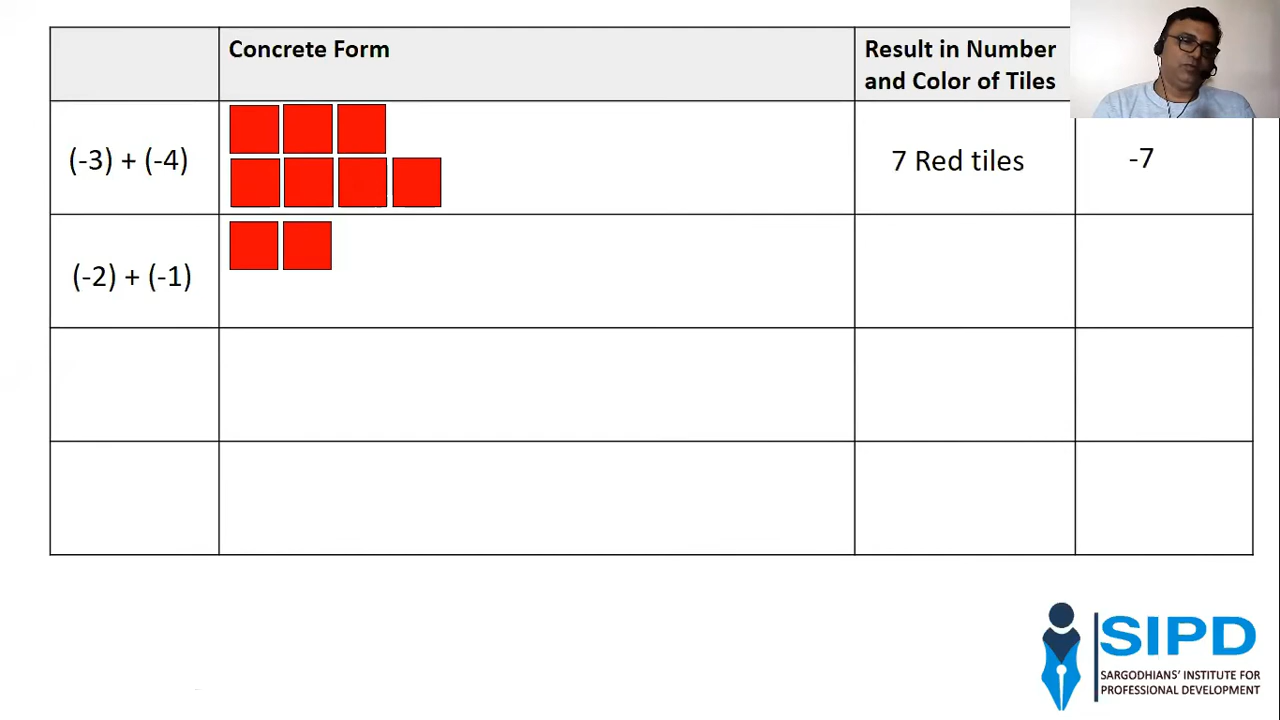 Concrete Form
Result in Number
and Color of Tiles
(-3) + (-4)
7 Red tiles
-7
(-2) + (-1)
SIPD
SARGODHIANS' INSTITUTE FOR
PROFESSIONAL DEVELOPMENT